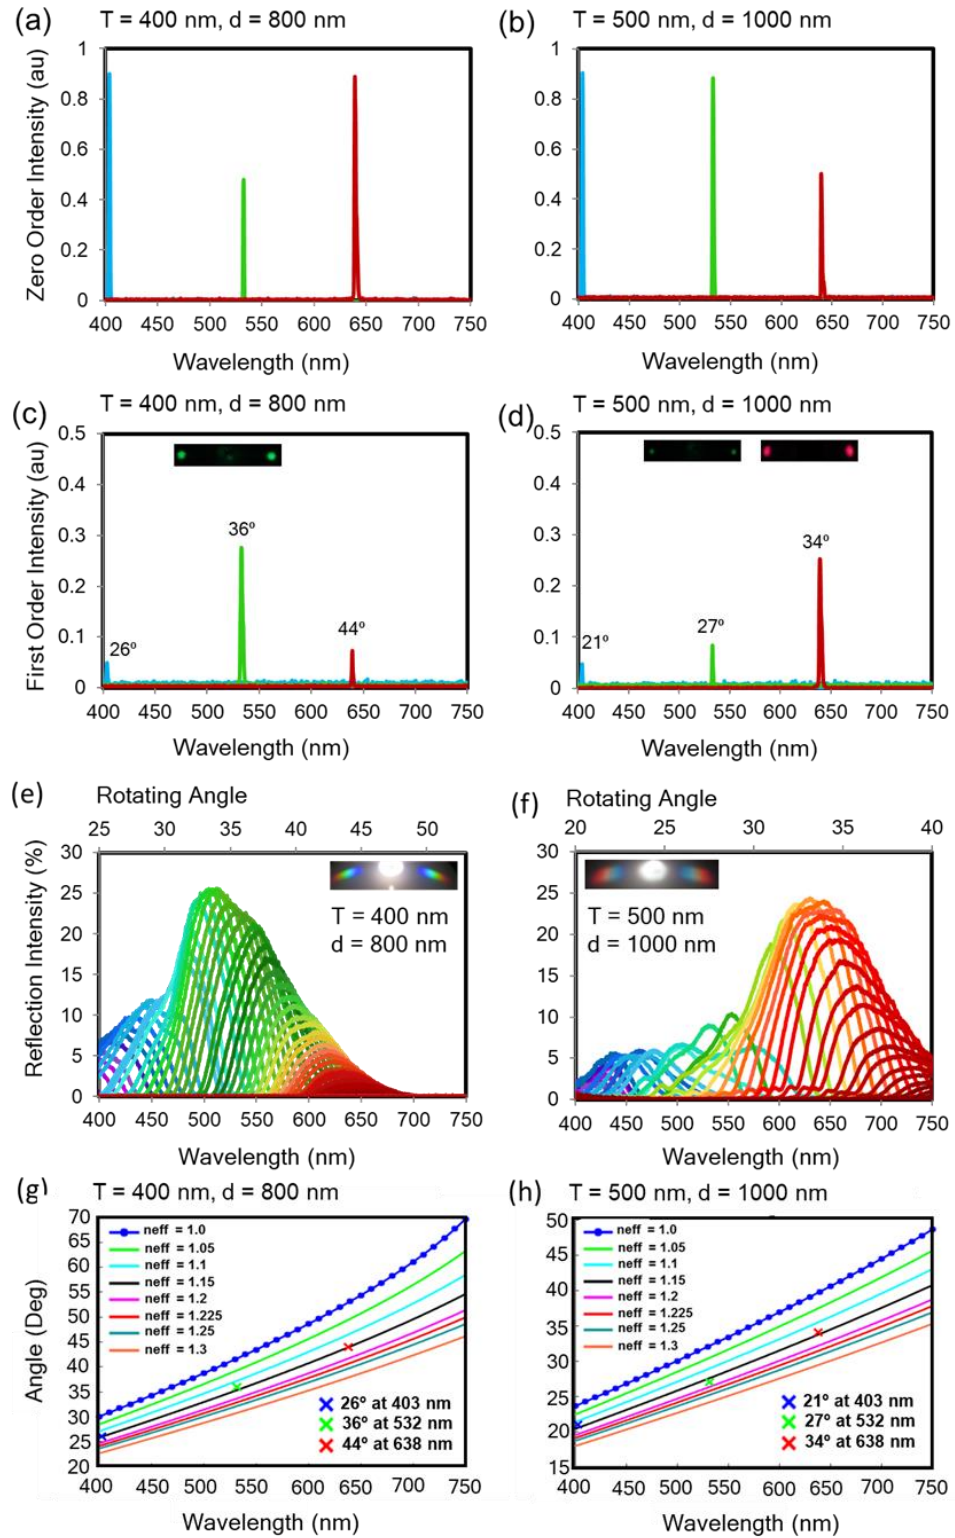 (a) T = 400 nm, d = 800 nm
Zero Order Intensity (au)
1
0.8
0.6
0.4
0.2
0
400 450 500 550 600 650 700 750
Wavelength (nm)
(b) T = 500 nm, d = 1000 nm
1
0.8
0.6
0.4
0.2
0
400 450 500 550 600 650 700 750
Wavelength (nm)
(c) T = 400 nm, d = 800 nm
First Order Intensity (au)
0.5
0.4
0.3
0.2
0.1
0
36º
44º
26º
400 450 500 550 600 650 700 750
Wavelength (nm)
(d) T = 500 nm, d = 1000 nm
0.5
0.4
0.3
0.2
0.1
0
34º
27º
21º
400 450 500 550 600 650 700 750
Wavelength (nm)
(e) Rotating Angle
25 30 35 40 45 50
Reflection Intensity (%)
30
25
20
15
10
5
0
T = 400 nm
d = 800 nm
400 450 500 550 600 650 700 750
Wavelength (nm)
(f) Rotating Angle
20 25 30 35 40
30
25
20
15
10
5
0
T = 500 nm
d = 1000 nm
400 450 500 550 600 650 700 750
Wavelength (nm)
(g) T = 400 nm, d = 800 nm
Angle (Deg)
70
65
60
55
50
45
40
35
30
25
20
neff = 1.0
neff = 1.05
neff = 1.1
neff = 1.15
neff = 1.2
neff = 1.225
neff = 1.25
neff = 1.3
26º at 403 nm
36º at 532 nm
44º at 638 nm
400 450 500 550 600 650 700 750
Wavelength (nm)
(h) T = 500 nm, d = 1000 nm
50
45
40
35
30
25
20
15
neff = 1.0
neff = 1.05
neff = 1.1
neff = 1.15
neff = 1.2
neff = 1.225
neff = 1.25
neff = 1.3
21º at 403 nm
27º at 532 nm
34º at 638 nm
400 450 500 550 600 650 700 750
Wavelength (nm)